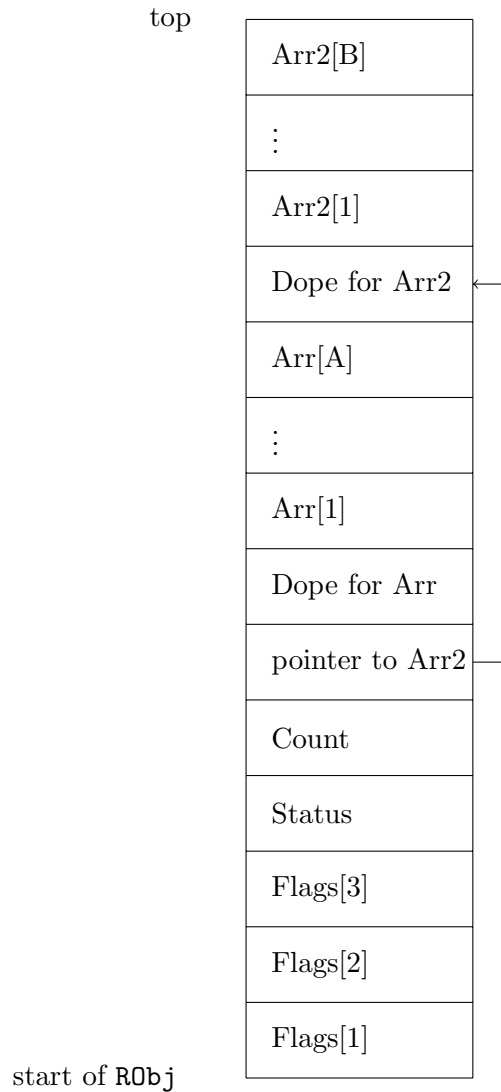 top
Arr2[B]
⋮
Arr2[1]
Dope for Arr2
Arr[A]
⋮
Arr[1]
Dope for Arr
pointer to Arr2
Count
Status
Flags[3]
Flags[2]
Flags[1]
start of RObj